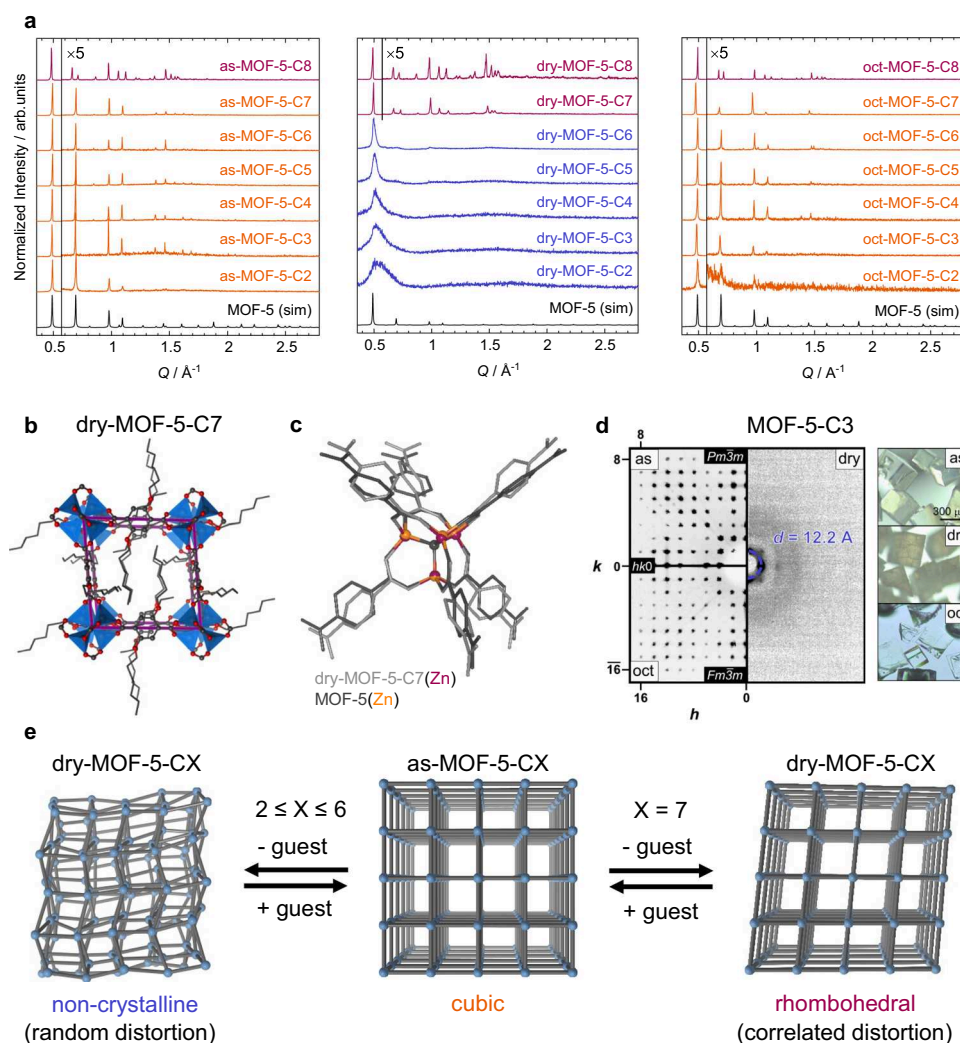 a
Normalized Intensity / arb.units
×5
as-MOF-5-C8
as-MOF-5-C7
as-MOF-5-C6
as-MOF-5-C5
as-MOF-5-C4
as-MOF-5-C3
as-MOF-5-C2
MOF-5 (sim)
0.5 1.0 1.5 2.0 2.5
Q / Å-1
×5
dry-MOF-5-C8
dry-MOF-5-C7
dry-MOF-5-C6
dry-MOF-5-C5
dry-MOF-5-C4
dry-MOF-5-C3
dry-MOF-5-C2
MOF-5 (sim)
0.5 1.0 1.5 2.0 2.5
Q / Å-1
×5
oct-MOF-5-C8
oct-MOF-5-C7
oct-MOF-5-C6
oct-MOF-5-C5
oct-MOF-5-C4
oct-MOF-5-C3
oct-MOF-5-C2
MOF-5 (sim)
0.5 1.0 1.5 2.0 2.5
Q / A-1
b dry-MOF-5-C7
c
dry-MOF-5-C7(Zn)
MOF-5(Zn)
d MOF-5-C3
8
8
as
Pm3̅m
dry
d = 12.2 A
k
0
hk0
16̅
oct
Fm3̅m
16
0
h
as
300 µ
dr
oc
e
dry-MOF-5-CX
2 ≤ X ≤ 6
- guest
+ guest
non-crystalline
(random distortion)
as-MOF-5-CX
cubic
X = 7
- guest
+ guest
dry-MOF-5-CX
rhombohedral
(correlated distortion)